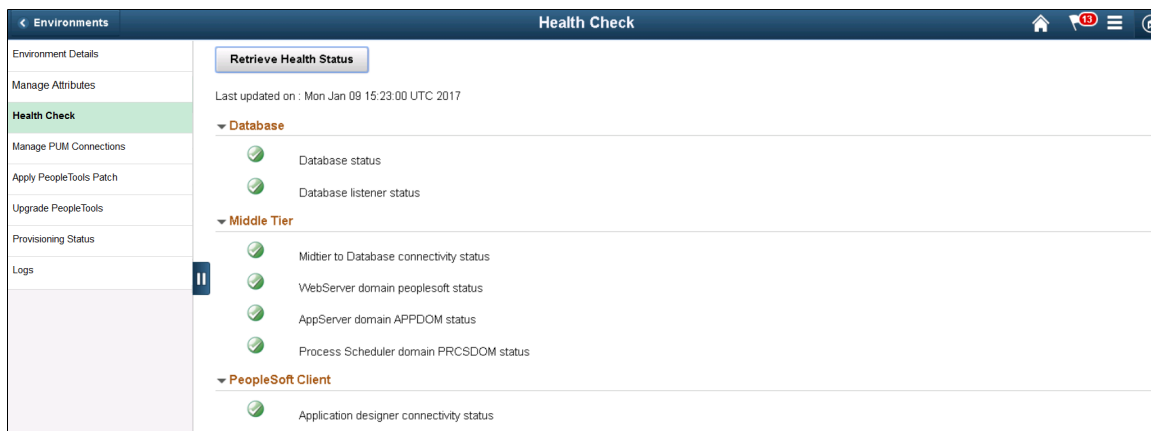 Environments
Health Check
13
Environment Details
Manage Attributes
Health Check
Manage PUM Connections
Apply PeopleTools Patch
Upgrade PeopleTools
Provisioning Status
Logs
Retrieve Health Status
Last updated on : Mon Jan 09 15:23:00 UTC 2017
Database
Database status
Database listener status
Middle Tier
Midtier to Database connectivity status
WebServer domain peoplesoft status
AppServer domain APPDOM status
Process Scheduler domain PRCSDOM status
PeopleSoft Client
Application designer connectivity status